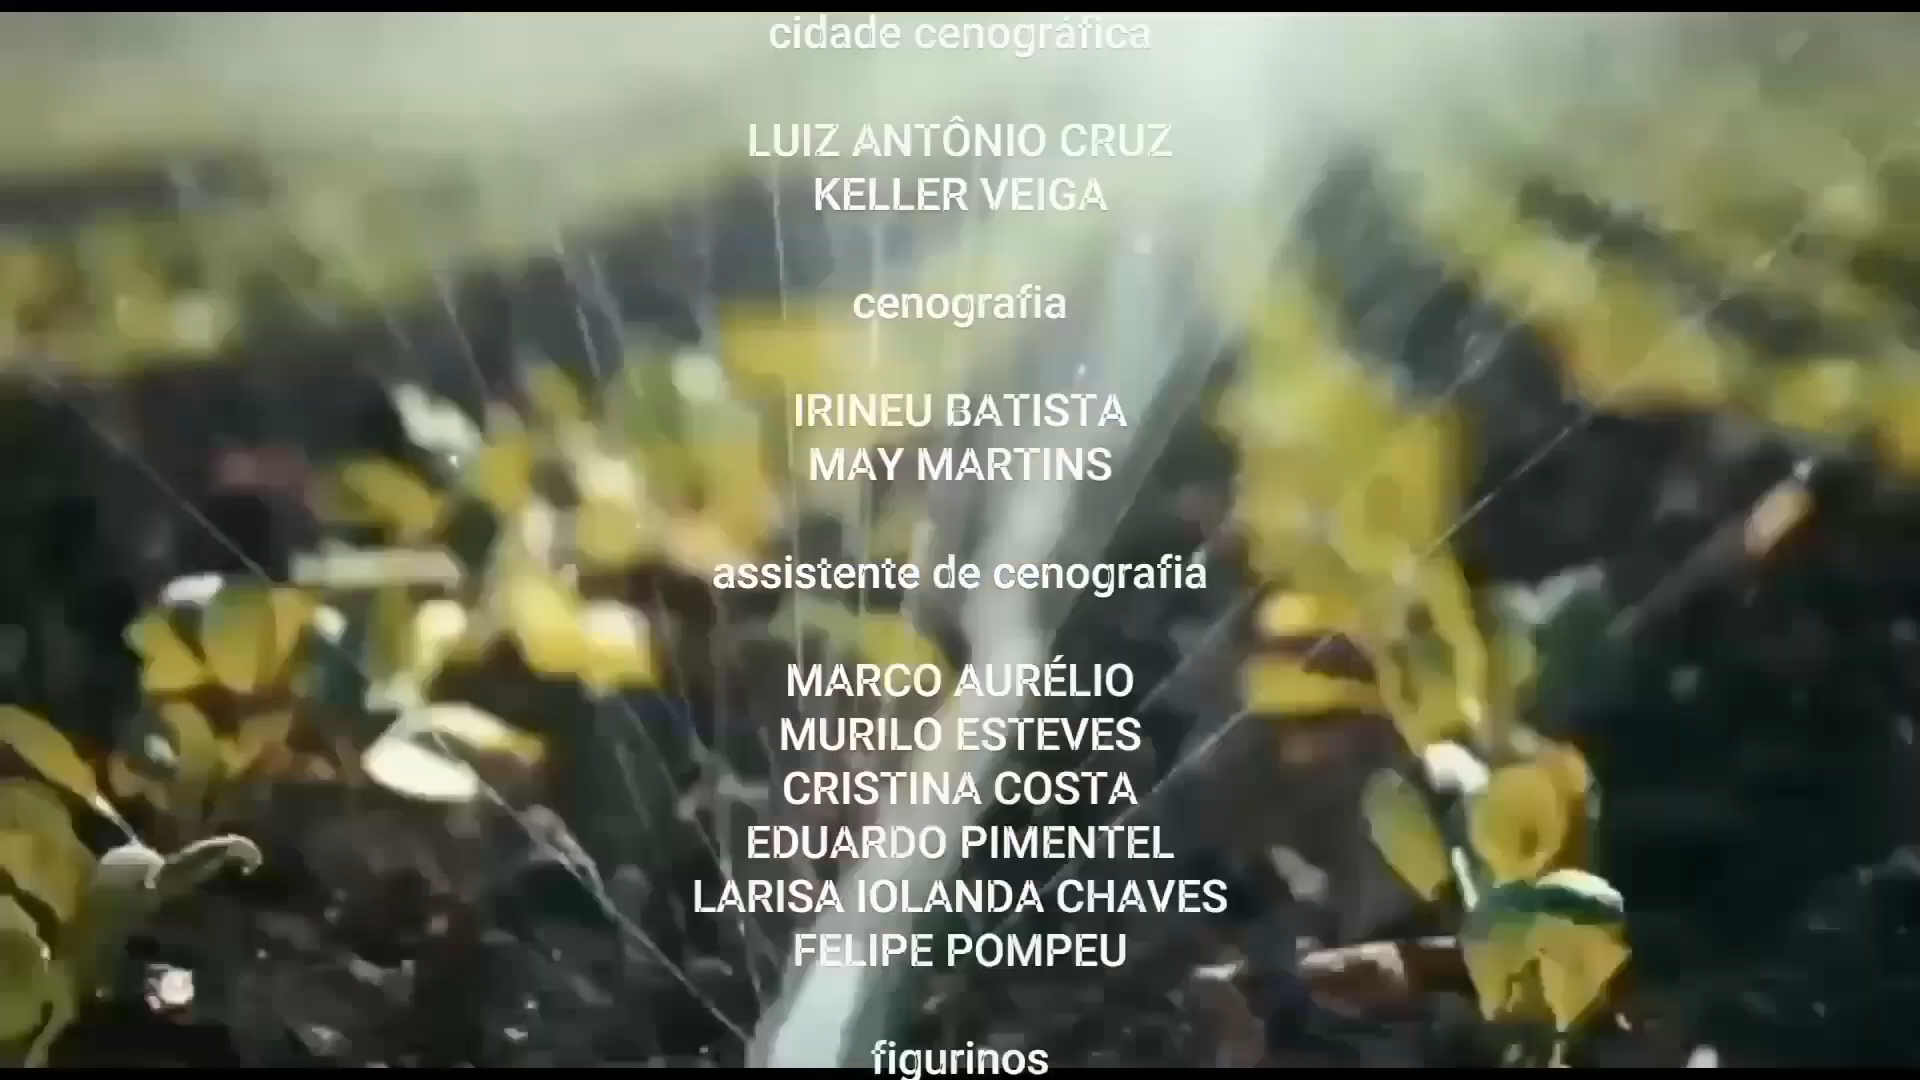 cidade cenográfica
LUIZ ANTÔNIO CRUZ
KELLER VEIGA
cenografia
IRINEU BATISTA
MAY MARTINS
assistente de cenografia
MARCO AURÉLIO
MURILO ESTEVES
CRISTINA COSTA
EDUARDO PIMENTEL
LARISA IOLANDA CHAVES
FELIPE POMPEU
figurinos